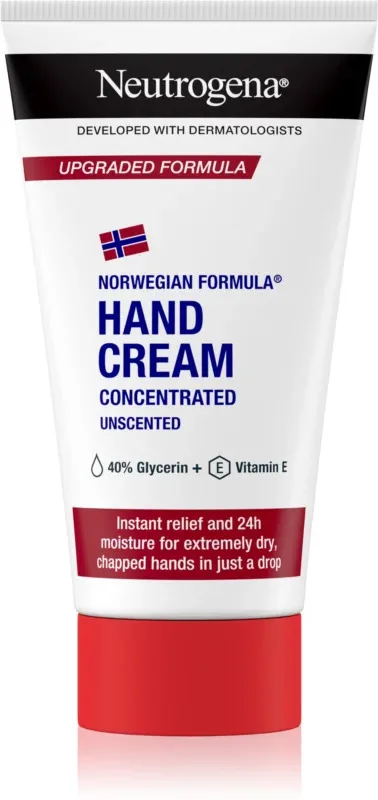 Neutrogena®
DEVELOPED WITH DERMATOLOGISTS
UPGRADED FORMULA
NORWEGIAN FORMULA®
HAND
CREAM
CONCENTRATED
UNSCENTED
40% Glycerin + E Vitamin E
Instant relief and 24h
moisture for extremely dry,
chapped hands in just a drop